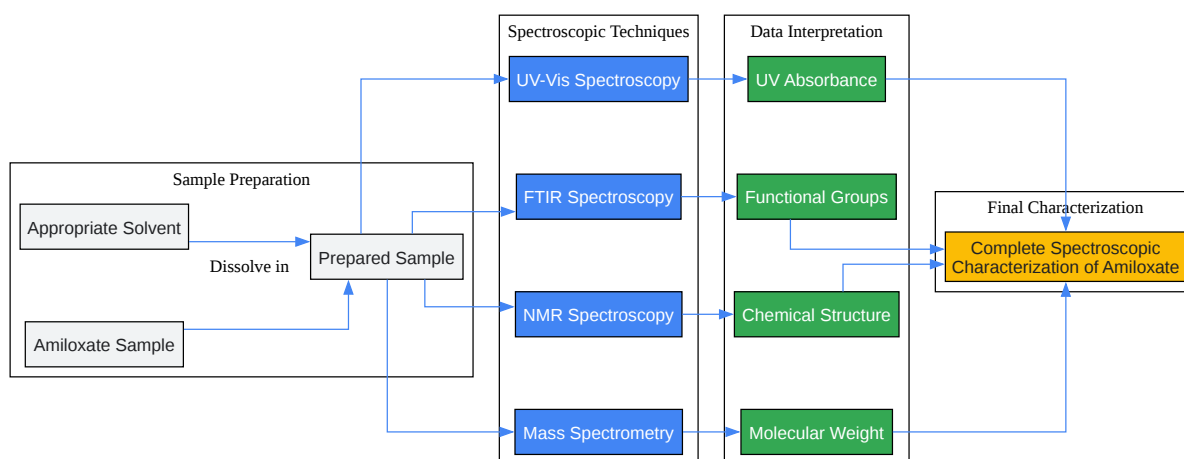 Spectroscopic Techniques
Data Interpretation
UV-Vis Spectroscopy
UV Absorbance
Sample Preparation
FTIR Spectroscopy
Functional Groups
Final Characterization
Appropriate Solvent
Dissolve in
Prepared Sample
Complete Spectroscopic
Characterization of Amiloxate
NMR Spectroscopy
Chemical Structure
Amiloxate Sample
Mass Spectrometry
Molecular Weight